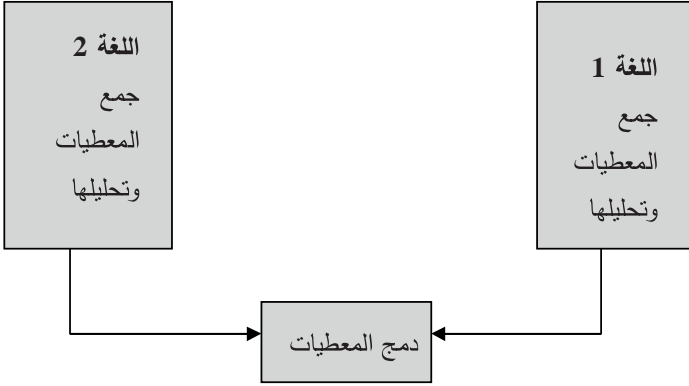 اللغة 1
جمع
المعطيات
وتحليلها
اللغة 2
جمع
المعطيات
وتحليلها
دمج المعطيات